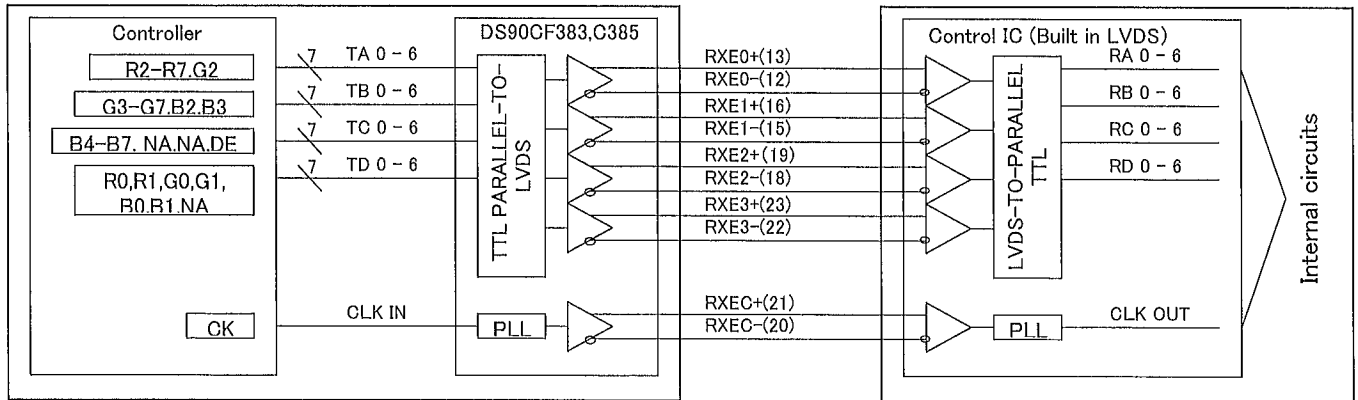 Controller
R2-R7.G2
G3-G7.B2.B3
B4-B7. NA.NA.DE
R0,R1,G0,G1,
B0.B1.NA
CK
7
TA 0 - 6
7
TB 0 - 6
7
TC 0 - 6
7
TD 0 - 6
CLK IN
DS90CF383,C385
TTL PARALLEL-TO-
LVDS
PLL
RXE0+(13)
RXE0-(12)
RXE1+(16)
RXE1-(15)
RXE2+(19)
RXE2-(18)
RXE3+(23)
RXE3-(22)
RXEC+(21)
RXEC-(20)
Control IC (Built in LVDS)
LVDS-TO-PARALLEL
TTL
PLL
RA 0 - 6
RB 0 - 6
RC 0 - 6
RD 0 - 6
CLK OUT
Internal circuits